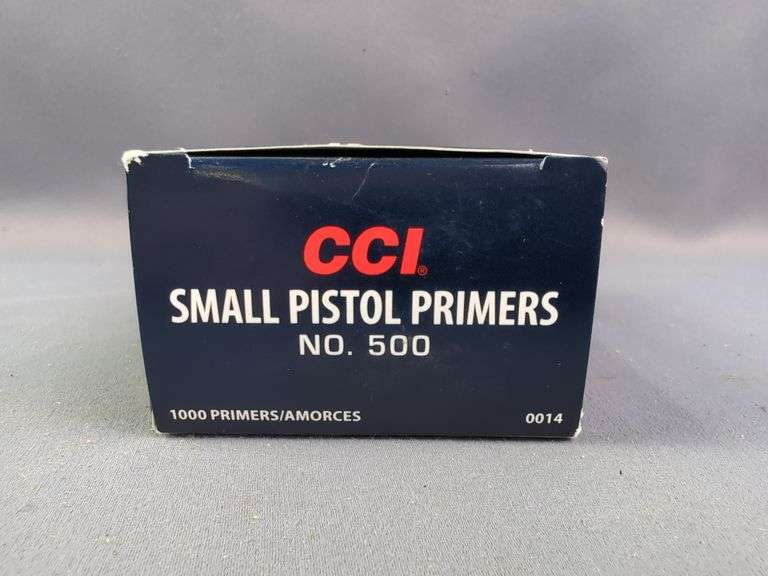 CCI®
SMALL PISTOL PRIMERS
NO. 500
1000 PRIMERS/AMORCES 0014